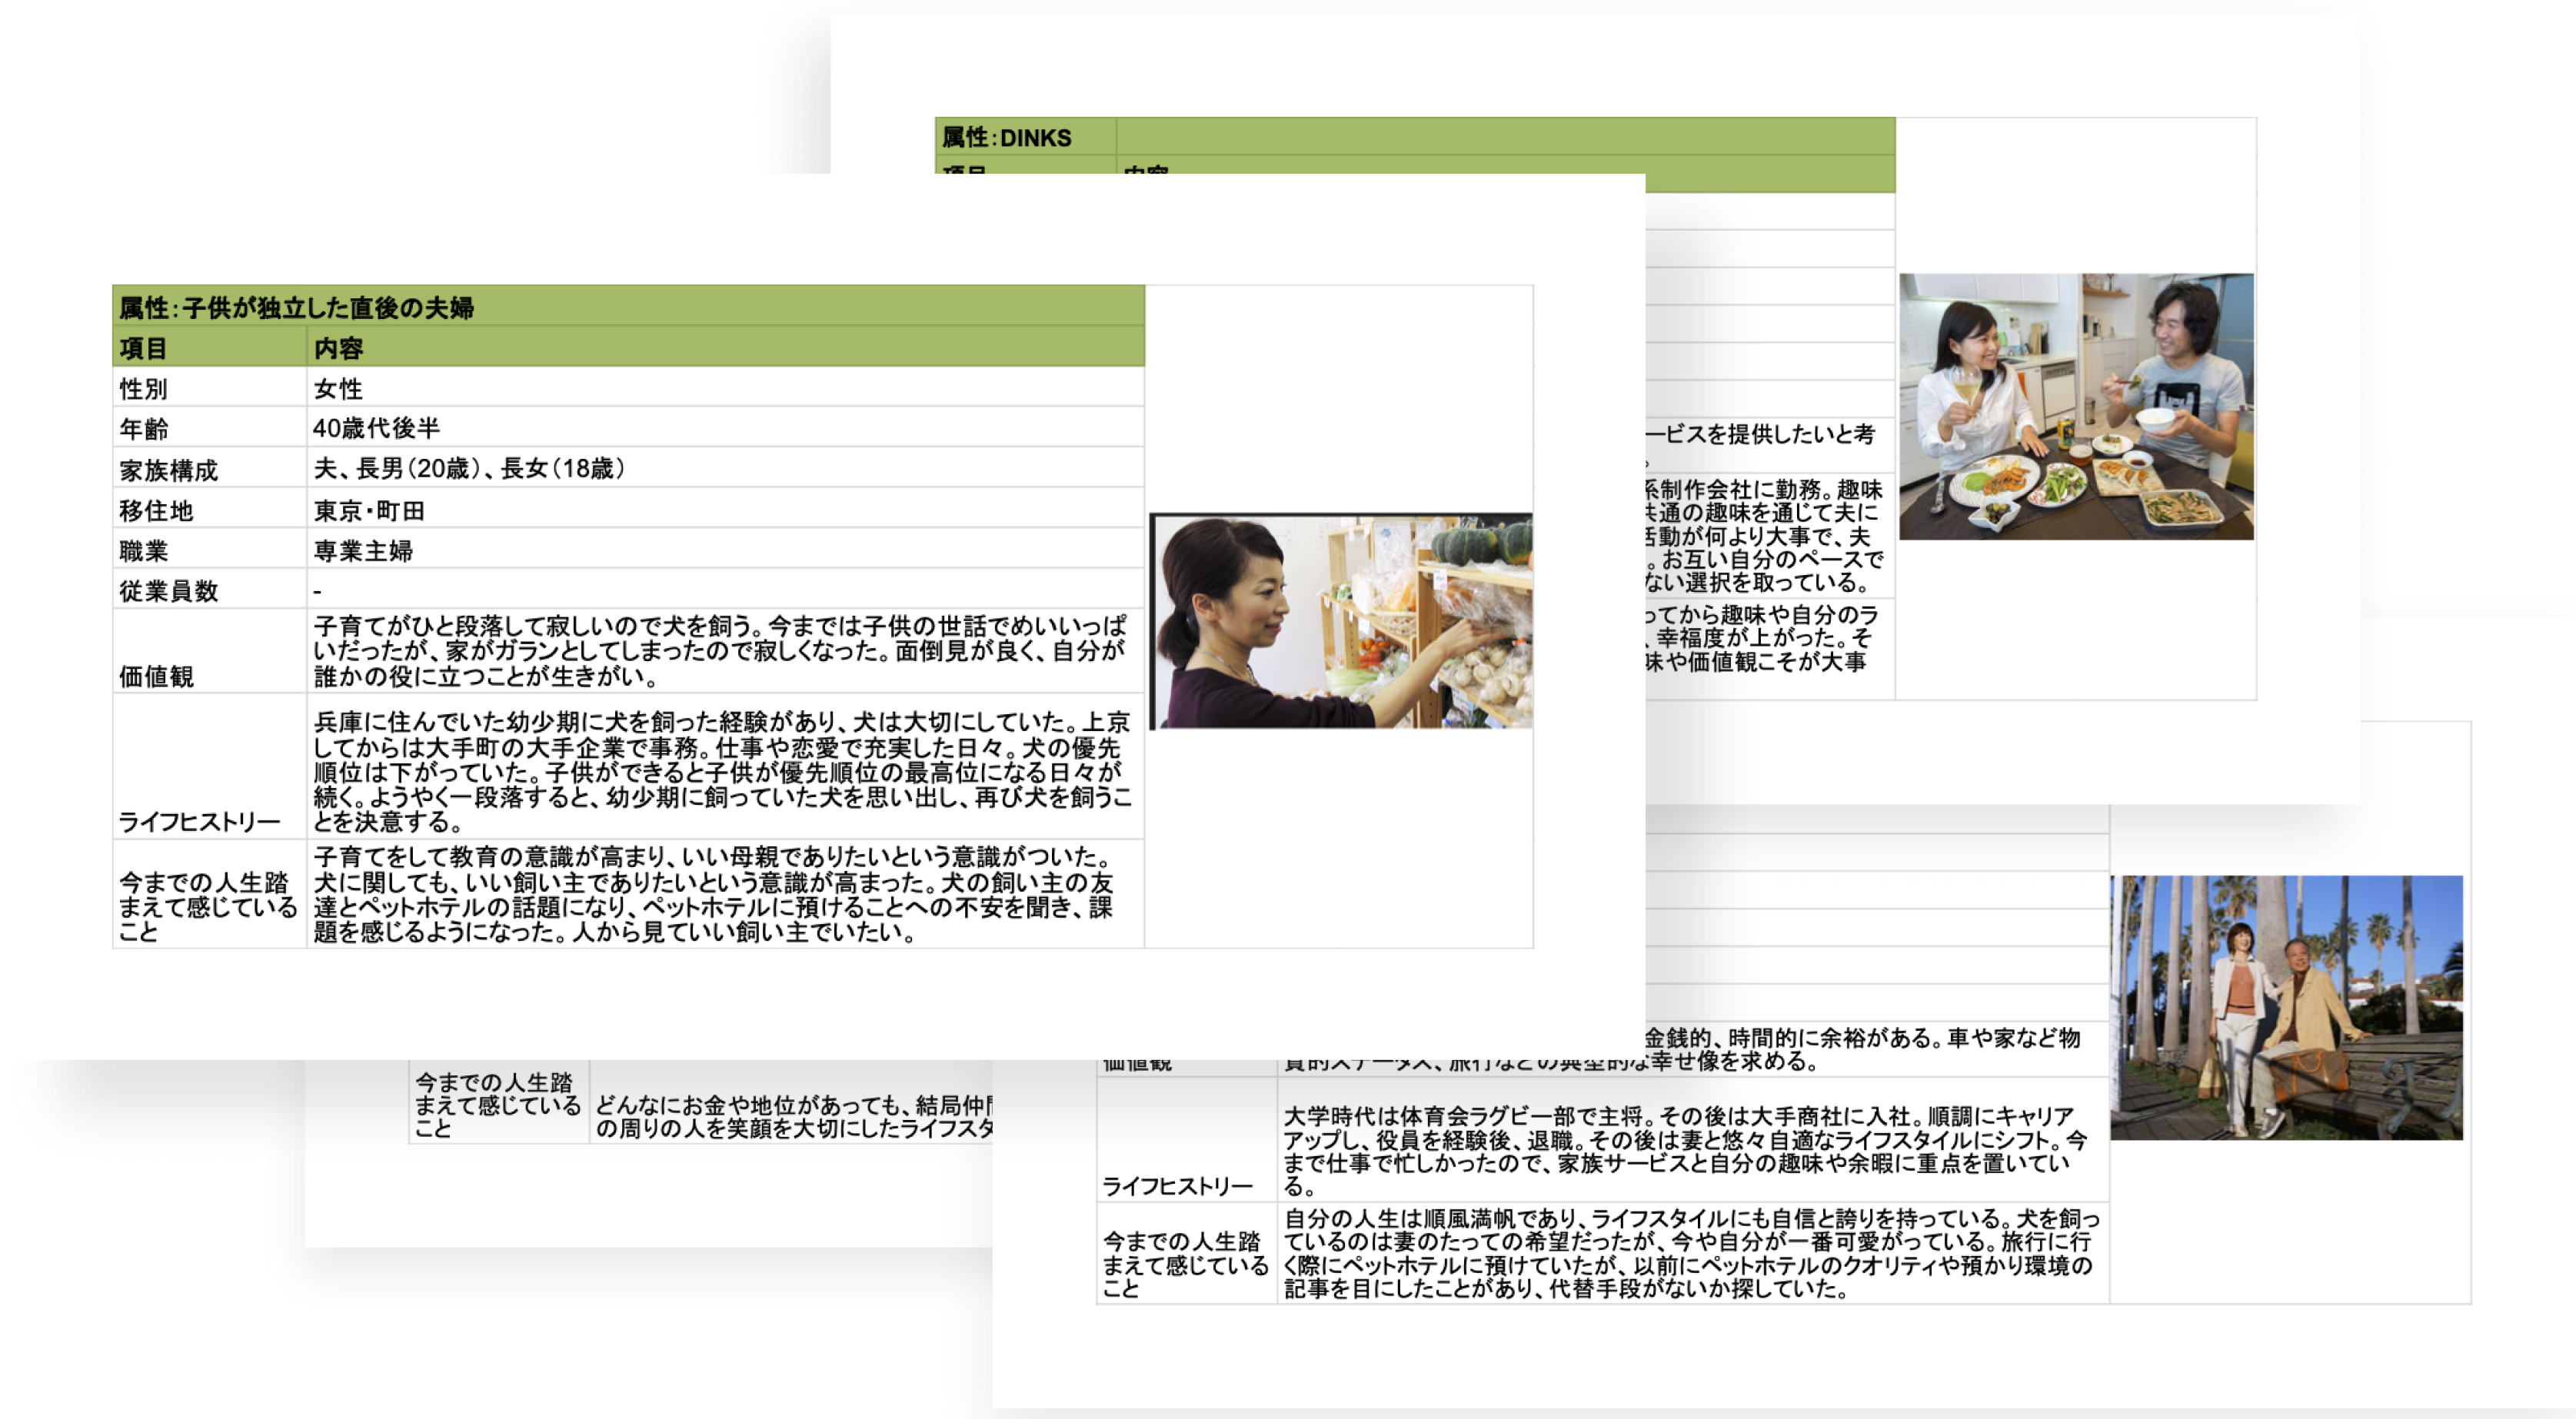 属性：DINKS
項目 内容
ービスを提供したいと考
。
系制作会社に勤務。趣味
共通の趣味を通じて夫に
活動が何より大事で、夫
。お互い自分のペースで
ない選択を取っている。
ってから趣味や自分のラ
、幸福度が上がった。そ
味や価値観こそが大事
属性：子供が独立した直後の夫婦
項目 内容
性別 女性
年齢 40歳代後半
家族構成 夫、長男（20歳）、長女（18歳）
移住地 東京・町田
職業 専業主婦
従業員数 -
価値観
子育てがひと段落して寂しいので犬を飼う。今までは子供の世話でめいいっぱ
いだったが、家がガランとしてしまったので寂しくなった。面倒見が良く、自分が
誰かの役に立つことが生きがい。
ライフヒストリー
兵庫に住んでいた幼少期に犬を飼った経験があり、犬は大切にしていた。上京
してからは大手町の大手企業で事務。仕事や恋愛で充実した日々。犬の優先
順位は下がっていた。子供ができると子供が優先順位の最高位になる日々が
続く。ようやく一段落すると、幼少期に飼っていた犬を思い出し、再び犬を飼うこ
とを決意する。
今までの人生踏
まえて感じている
こと
子育てをして教育の意識が高まり、いい母親でありたいという意識がついた。
犬に関しても、いい飼い主でありたいという意識が高まった。犬の飼い主の友
達とペットホテルの話題になり、ペットホテルに預けることへの不安を聞き、課
題を感じるようになった。人から見ていい飼い主でいたい。
今までの人生踏
まえて感じている
こと
どんなにお金や地位があっても、結局仲間
の周りの人を笑顔を大切にしたライフスタ
価値観
金銭的、時間的に余裕がある。車や家など物
質的ステータス、旅行などの典型的な幸せ像を求める。
ライフヒストリー
大学時代は体育会ラグビー部で主将。その後は大手商社に入社。順調にキャリア
アップし、役員を経験後、退職。その後は妻と悠々自適なライフスタイルにシフト。今
まで仕事で忙しかったので、家族サービスと自分の趣味や余暇に重点を置いてい
る。
今までの人生踏
まえて感じている
こと
自分の人生は順風満帆であり、ライフスタイルにも自信と誇りを持っている。犬を飼っ
ているのは妻のたっての希望だったが、今や自分が一番可愛がっている。旅行に行
く際にペットホテルに預けていたが、以前にペットホテルのクオリティや預かり環境の
記事を目にしたことがあり、代替手段がないか探していた。